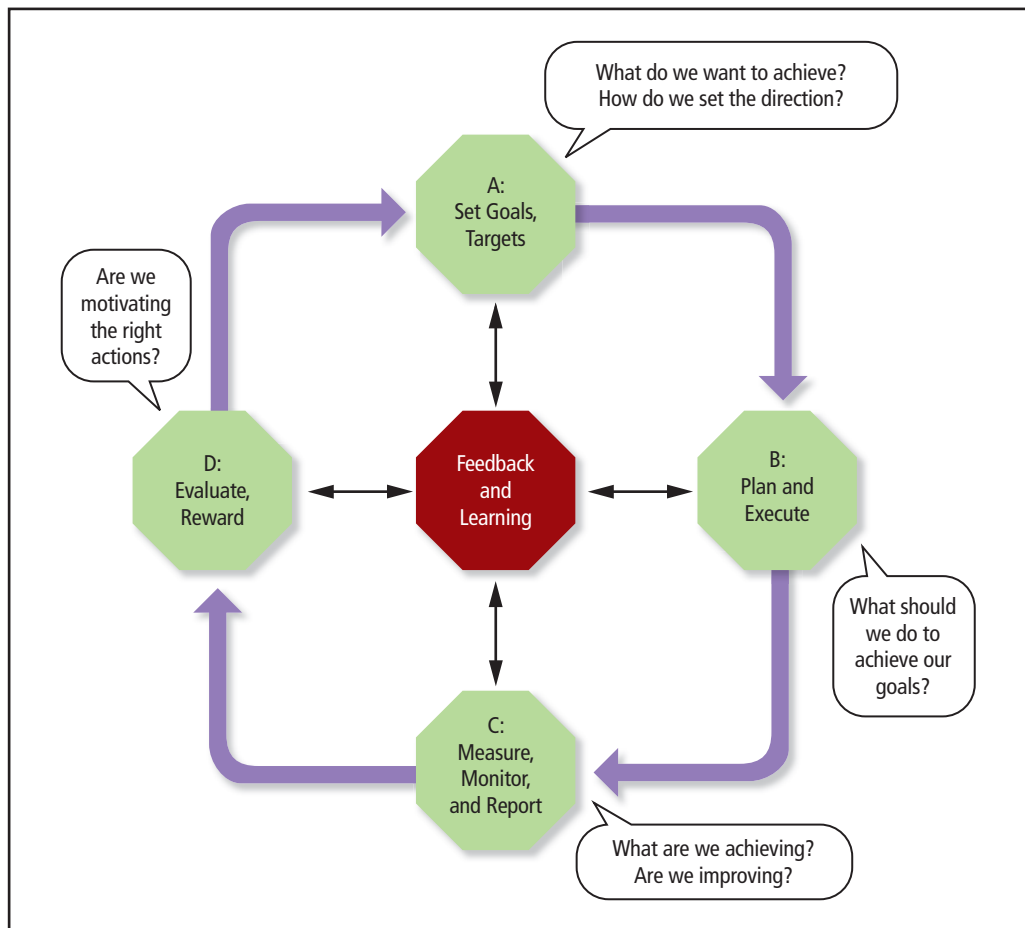 What do we want to achieve?
How do we set the direction?
A:
Set Goals,
Targets
Are we
motivating
the right
actions?
D:
Evaluate,
Reward
Feedback
and
Learning
B:
Plan and
Execute
What should
we do to
achieve our
goals?
C:
Measure,
Monitor,
and Report
What are we achieving?
Are we improving?